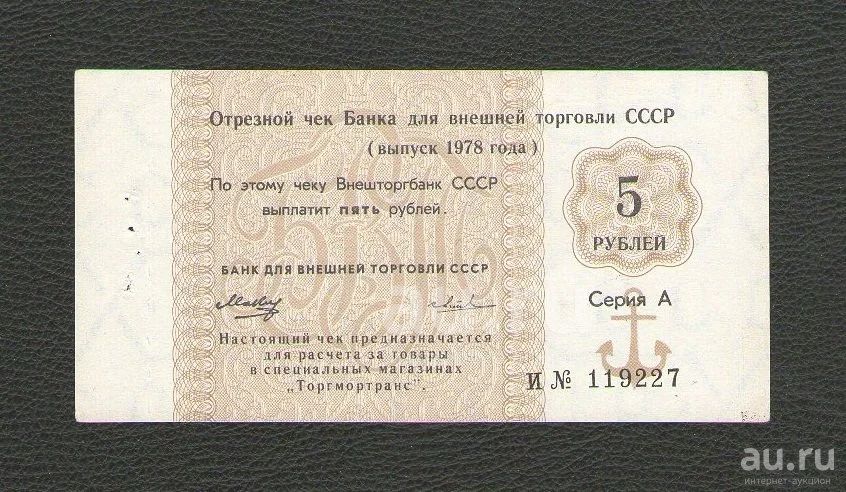 Отрезной чек Банка для внешней торговли СССР
(выпуск 1978 года)
По этому чеку Внешторгбанк СССР
выплатит пять рублей.
5
РУБЛЕЙ
БАНК ДЛЯ ВНЕШНЕЙ ТОРГОВЛИ СССР
Серия А
Настоящий чек предназначается
для расчета за товары
в специальных магазинах
„Торгмортранс".
И № 119227
au.ru
интернет-аукцион